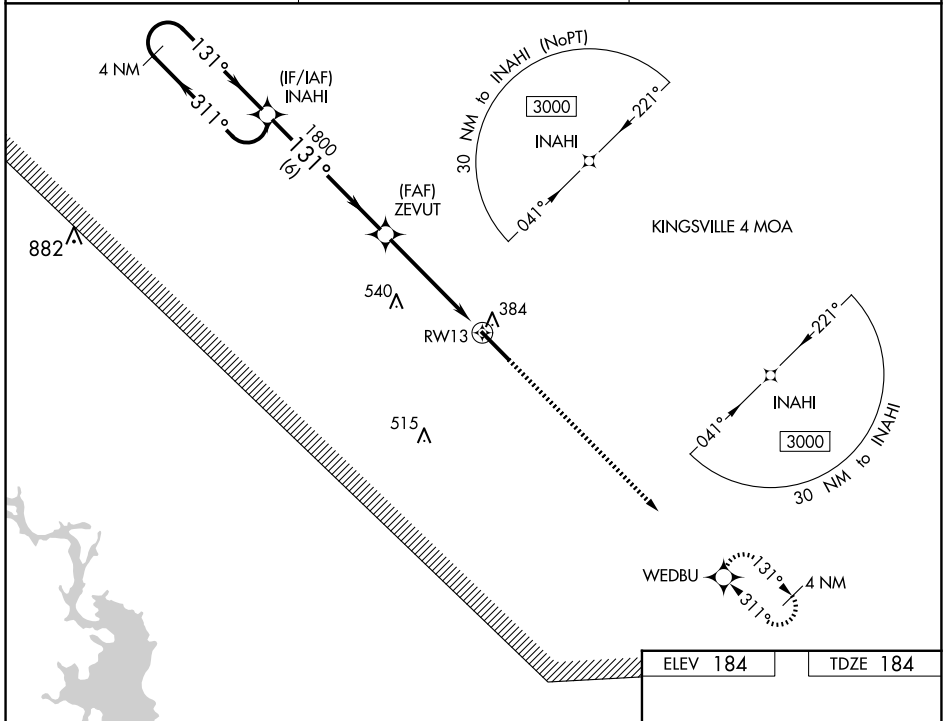 131°
4 NM
311°
(IF/IAF)
INAHI
1800
131°
(6)
(FAF)
ZEVUT
30 NM to INAHI (NoPT)
3000
INAHI
221°
041°
KINGSVILLE 4 MOA
882
540
384
RW13
515
221°
INAHI
041°
3000
30 NM to INAHI
WEDBU
131°
4 NM
311°
ELEV 184
TDZE 184